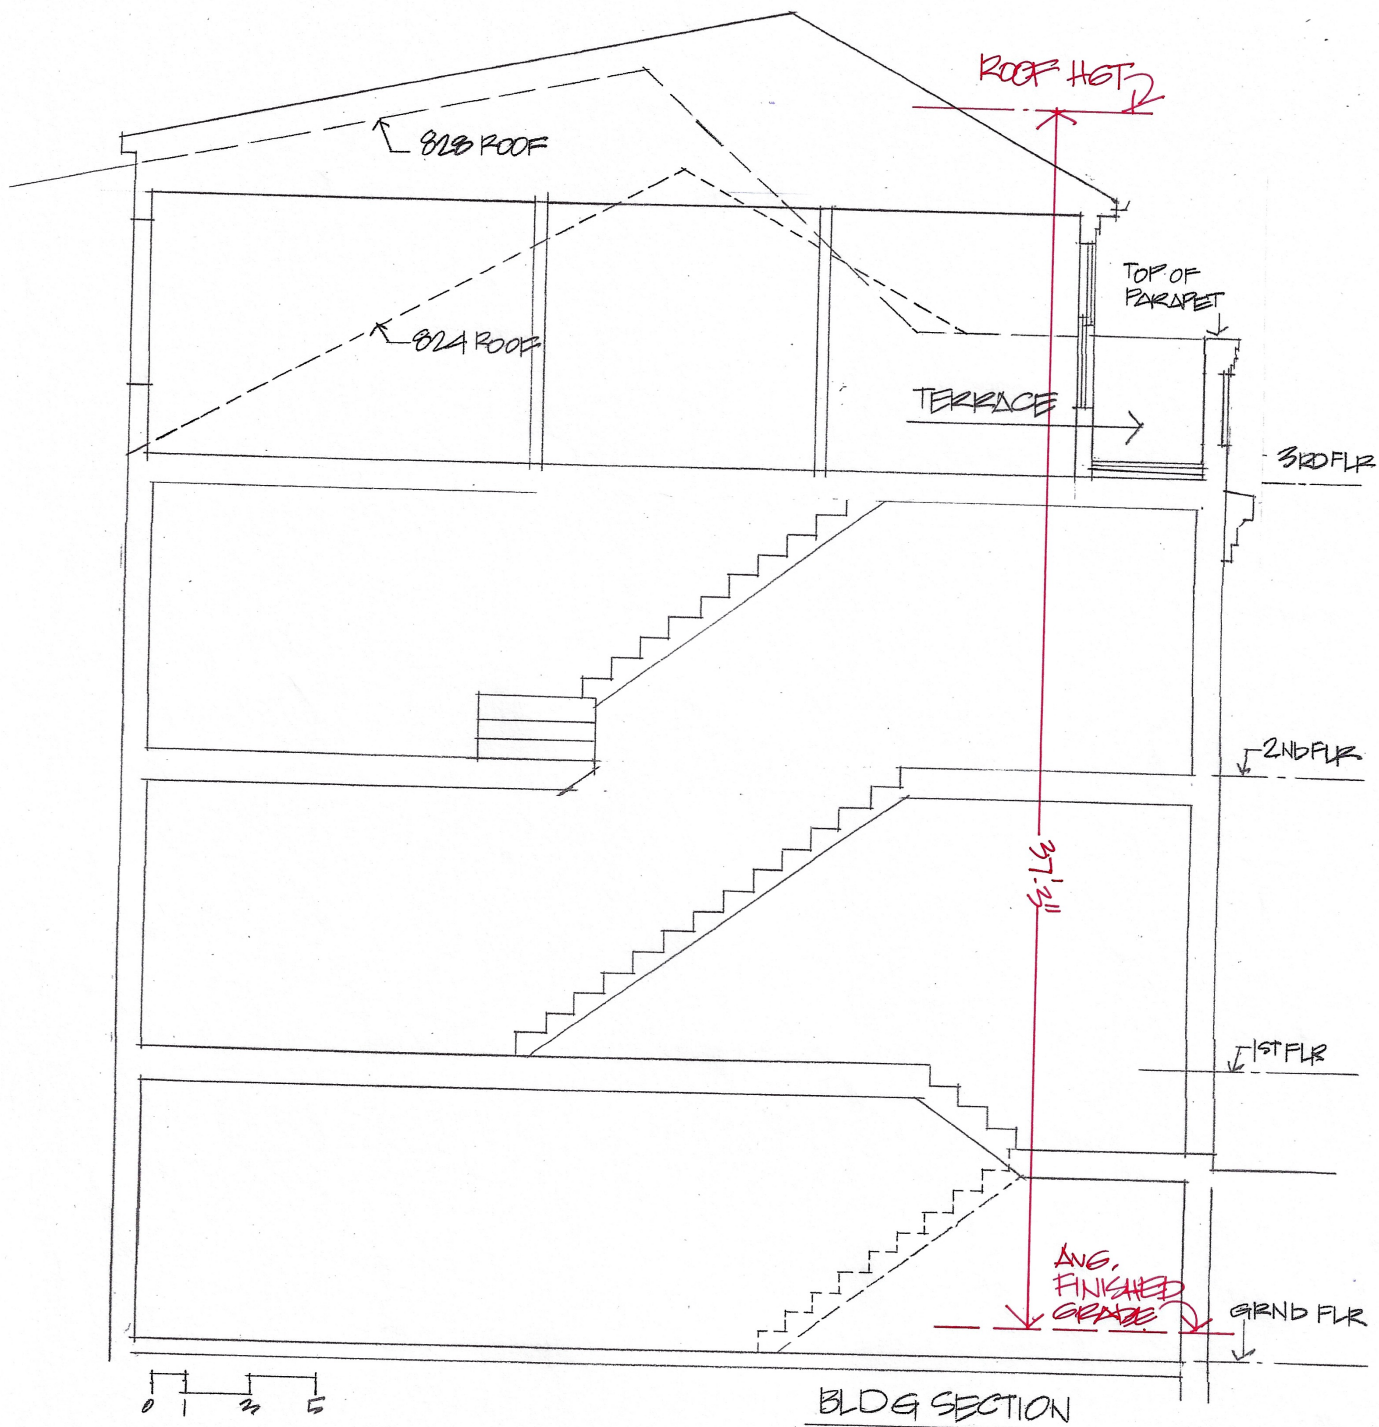 ROOF HGT
828 ROOF
TOP OF
PARAPET
824 ROOF
TERRACE
3RD FLR
2ND FLR
37'-3"
1ST FLR
AVG.
FINISHED
GRADE
GRND FLR
0 1 3 5
BLDG SECTION